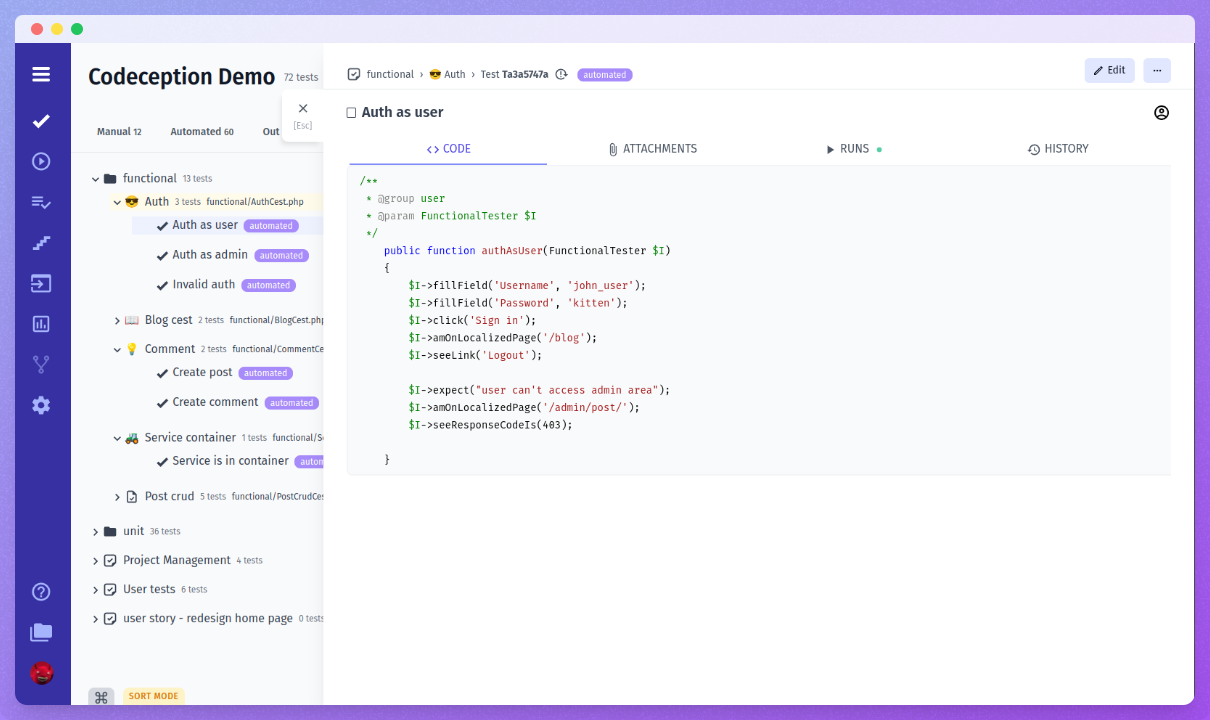 Codeception Demo 72 tests
Manual 12 Automated 60 Out
[Esc]
functional 13 tests
Auth 3 tests functional/AuthCest.php
Auth as user automated
Auth as admin automated
Invalid auth automated
Blog cest 2 tests functional/BlogCest.php
Comment 2 tests functional/CommentCe
Create post automated
Create comment automated
Service container 1 tests functional/Se
Service is in container autom
Post crud 5 tests functional/PostCrudCes
unit 36 tests
Project Management 4 tests
User tests 6 tests
user story - redesign home page 0 tests
SORT MODE
functional › Auth › Test Ta3a5747a automated
Edit
Auth as user
CODE ATTACHMENTS RUNS HISTORY
/**
* @group user
* @param FunctionalTester $I
*/
public function authAsUser(FunctionalTester $I)
{
$I->fillField('Username', 'john_user');
$I->fillField('Password', 'kitten');
$I->click('Sign in');
$I->amOnLocalizedPage('/blog');
$I->seeLink('Logout');
$I->expect("user can't access admin area");
$I->amOnLocalizedPage('/admin/post/');
$I->seeResponseCodeIs(403);
}